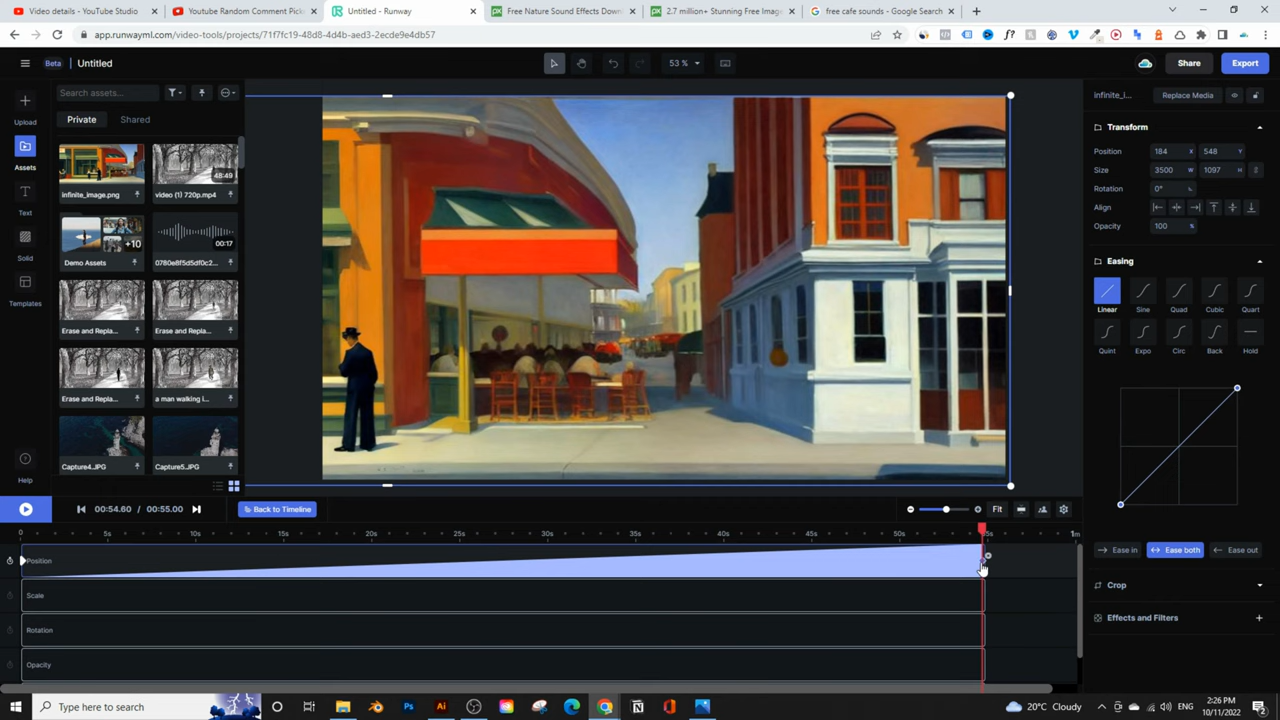 Video details - YouTube Studio
Youtube Random Comment Pick
Untitled - Runway
Free Nature Sound Effects Down
2.7 million+ Stunning Free Imag
free cafe sounds - Google Search
app.runwayml.com/video-tools/projects/71f7fc19-48d8-4d4b-aed3-2ecde9e4db57
Beta Untitled
53 %
Share
Export
Upload
Assets
Text
Solid
Templates
Help
Search assets...
Private
Shared
infinite_image.png
48:49
video (1) 720p.mp4
+10
Demo Assets
00:17
0780e8f5d5df0c2...
Erase and Repla...
Erase and Repla...
Erase and Repla...
a man walking i...
Capture4.JPG
Capture5.JPG
infinite_i...
Replace Media
Transform
Position 184 X 548 Y
Size 3500 W 1097 H
Rotation 0°
Align
Opacity 100 %
Easing
Linear Sine Quad Cubic Quart
Quint Expo Circ Back Hold
Ease in Ease both Ease out
Crop
Effects and Filters
00:54.60 / 00:55.00
Back to Timeline
Fit
0 5s 10s 15s 20s 25s 30s 35s 40s 45s 50s 5s 1m
Position
Scale
Rotation
Opacity
Type here to search
20°C Cloudy
ENG
2:26 PM
10/11/2022
2